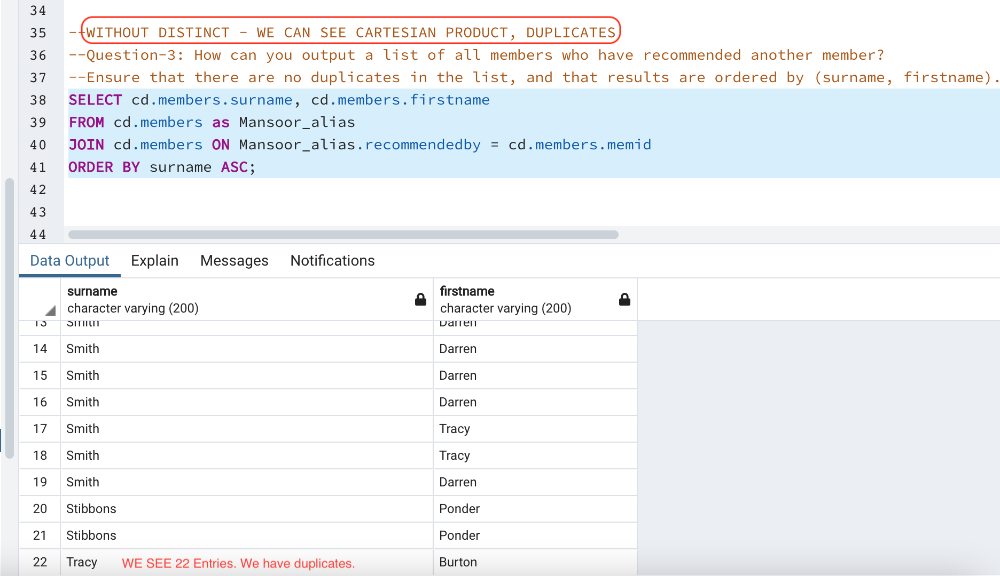 34
35 --WITHOUT DISTINCT - WE CAN SEE CARTESIAN PRODUCT, DUPLICATES
36 --Question-3: How can you output a list of all members who have recommended another member?
37 --Ensure that there are no duplicates in the list, and that results are ordered by (surname, firstname).
38 SELECT cd.members.surname, cd.members.firstname
39 FROM cd.members as Mansoor_alias
40 JOIN cd.members ON Mansoor_alias.recommendedby = cd.members.memid
41 ORDER BY surname ASC;
42
43
44
Data Output Explain Messages Notifications
surname firstname
character varying (200) character varying (200)
13 Smith Darren
14 Smith Darren
15 Smith Darren
16 Smith Darren
17 Smith Tracy
18 Smith Tracy
19 Smith Darren
20 Stibbons Ponder
21 Stibbons Ponder
22 Tracy WE SEE 22 Entries. We have duplicates. Burton